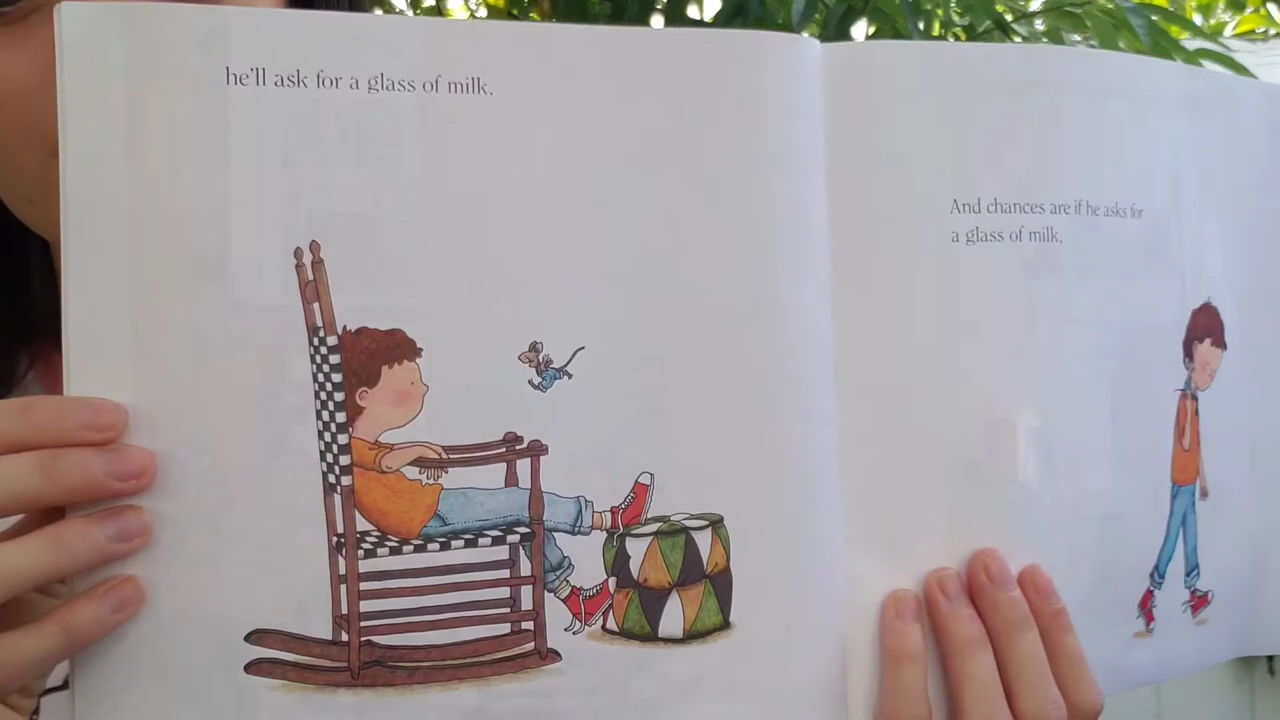 he'll ask for a glass of milk.
And chances are if he asks for
a glass of milk,